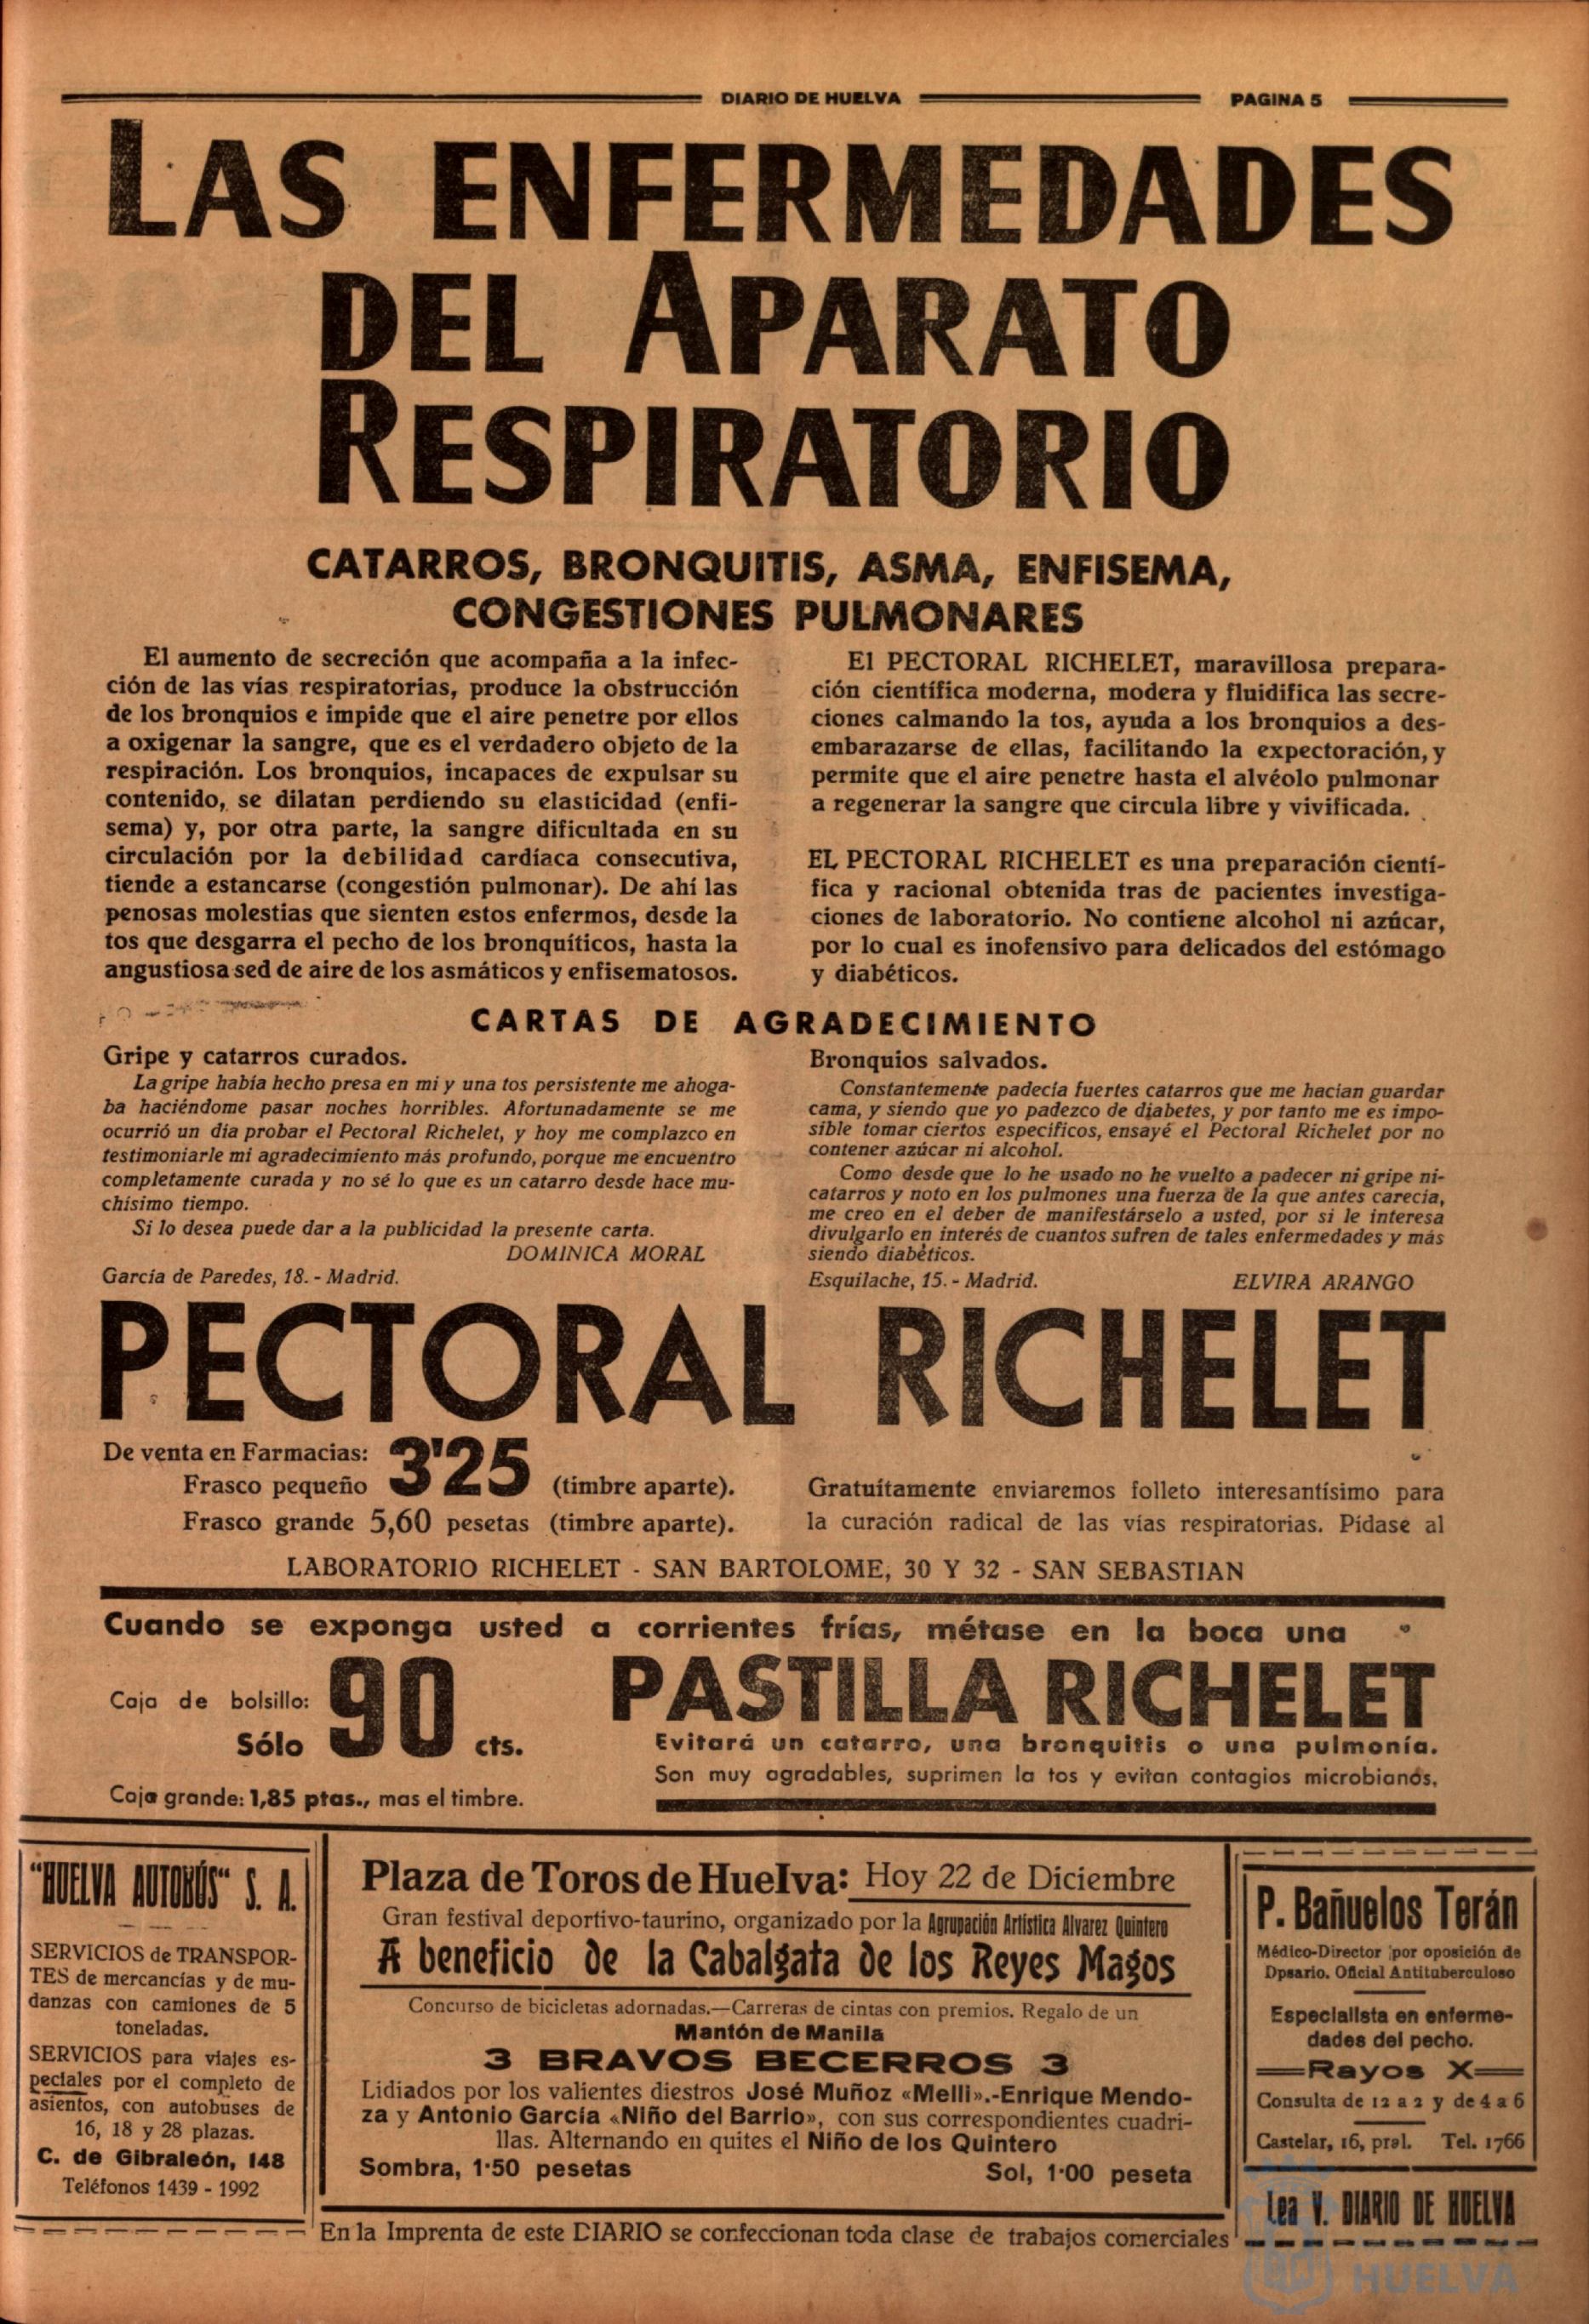 DIARIO DE HUELVA
PAGINA 5
LAS ENFERMEDADES
DEL APARATO
RESPIRATORIO
CATARROS, BRONQUITIS, ASMA, ENFISEMA,
CONGESTIONES PULMONARES
El aumento de secreción que acompaña a la infec-
ción de las vías respiratorias, produce la obstrucción
de los bronquios e impide que el aire penetre por ellos
a oxigenar la sangre, que es el verdadero objeto de la
respiración. Los bronquios, incapaces de expulsar su
contenido, se dilatan perdiendo su elasticidad (enfi-
sema) y, por otra parte, la sangre dificultada en su
circulación por la debilidad cardíaca consecutiva,
tiende a estancarse (congestión pulmonar). De ahí las
penosas molestias que sienten estos enfermos, desde la
tos que desgarra el pecho de los bronquíticos, hasta la
angustiosa sed de aire de los asmáticos y enfisematosos.
El PECTORAL RICHELET, maravillosa prepara-
ción científica moderna, modera y fluidifica las secre-
ciones calmando la tos, ayuda a los bronquios a des-
embarazarse de ellas, facilitando la expectoración, y
permite que el aire penetre hasta el alvéolo pulmonar
a regenerar la sangre que circula libre y vivificada.
EL PECTORAL RICHELET es una preparación cientí-
fica y racional obtenida tras de pacientes investiga-
ciones de laboratorio. No contiene alcohol ni azúcar,
por lo cual es inofensivo para delicados del estómago
y diabéticos.
CARTAS DE AGRADECIMIENTO
Gripe y catarros curados.
La gripe había hecho presa en mi y una tos persistente me ahoga-
ba haciéndome pasar noches horribles. Afortunadamente se me
ocurrió un día probar el Pectoral Richelet, y hoy me complazco en
testimoniarle mi agradecimiento más profundo, porque me encuentro
completamente curada y no sé lo que es un catarro desde hace mu-
chísimo tiempo.
Si lo desea puede dar a la publicidad la presente carta.
DOMINICA MORAL
García de Paredes, 18. - Madrid.
Bronquios salvados.
Constantemente padecía fuertes catarros que me hacían guardar
cama, y siendo que yo padezco de diabetes, y por tanto me es impo-
sible tomar ciertos específicos, ensayé el Pectoral Richelet por no
contener azúcar ni alcohol.
Como desde que lo he usado no he vuelto a padecer ni gripe ni-
catarros y noto en los pulmones una fuerza de la que antes carecía,
me creo en el deber de manifestárselo a usted, por si le interesa
divulgarlo en interés de cuantos sufren de tales enfermedades y más
siendo diabéticos.
Esquilache, 15. - Madrid. ELVIRA ARANGO
PECTORAL RICHELET
De venta en Farmacias:
Frasco pequeño 3'25 (timbre aparte).
Frasco grande 5,60 pesetas (timbre aparte).
Gratuítamente enviaremos folleto interesantísimo para
la curación radical de las vías respiratorias. Pídase al
LABORATORIO RICHELET - SAN BARTOLOME, 30 Y 32 - SAN SEBASTIAN
Cuando se exponga usted a corrientes frías, métase en la boca una
Caja de bolsillo:
Sólo 90 cts.
Caja grande: 1,85 ptas., mas el timbre.
PASTILLA RICHELET
Evitará un catarro, una bronquitis o una pulmonía.
Son muy agradables, suprimen la tos y evitan contagios microbianos.
"HUELVA AUTOBÚS" S. A.
SERVICIOS de TRANSPOR-
TES de mercancías y de mu-
danzas con camiones de 5
toneladas.
SERVICIOS para viajes es-
peciales por el completo de
asientos, con autobuses de
16, 18 y 28 plazas.
C. de Gibraleón, 148
Teléfonos 1439 - 1992
Plaza de Toros de Huelva: Hoy 22 de Diciembre
Gran festival deportivo-taurino, organizado por la Agrupación Artística Alvarez Quintero
A beneficio de la Cabalgata de los Reyes Magos
Concurso de bicicletas adornadas.—Carreras de cintas con premios. Regalo de un
Mantón de Manila
3 BRAVOS BECERROS 3
Lidiados por los valientes diestros José Muñoz «Melli».-Enrique Mendo-
za y Antonio García «Niño del Barrio», con sus correspondientes cuadri-
llas. Alternando en quites el Niño de los Quintero
Sombra, 1·50 pesetas Sol, 1·00 peseta
En la Imprenta de este DIARIO se confeccionan toda clase de trabajos comerciales
P. Bañuelos Terán
Médico-Director por oposición de
Dpsario. Oficial Antituberculoso
Especialista en enferme-
dades del pecho.
Rayos X
Consulta de 12 a 2 y de 4 a 6
Castelar, 16, pral. Tel. 1766
Lea V. DIARIO DE HUELVA
HUELVA